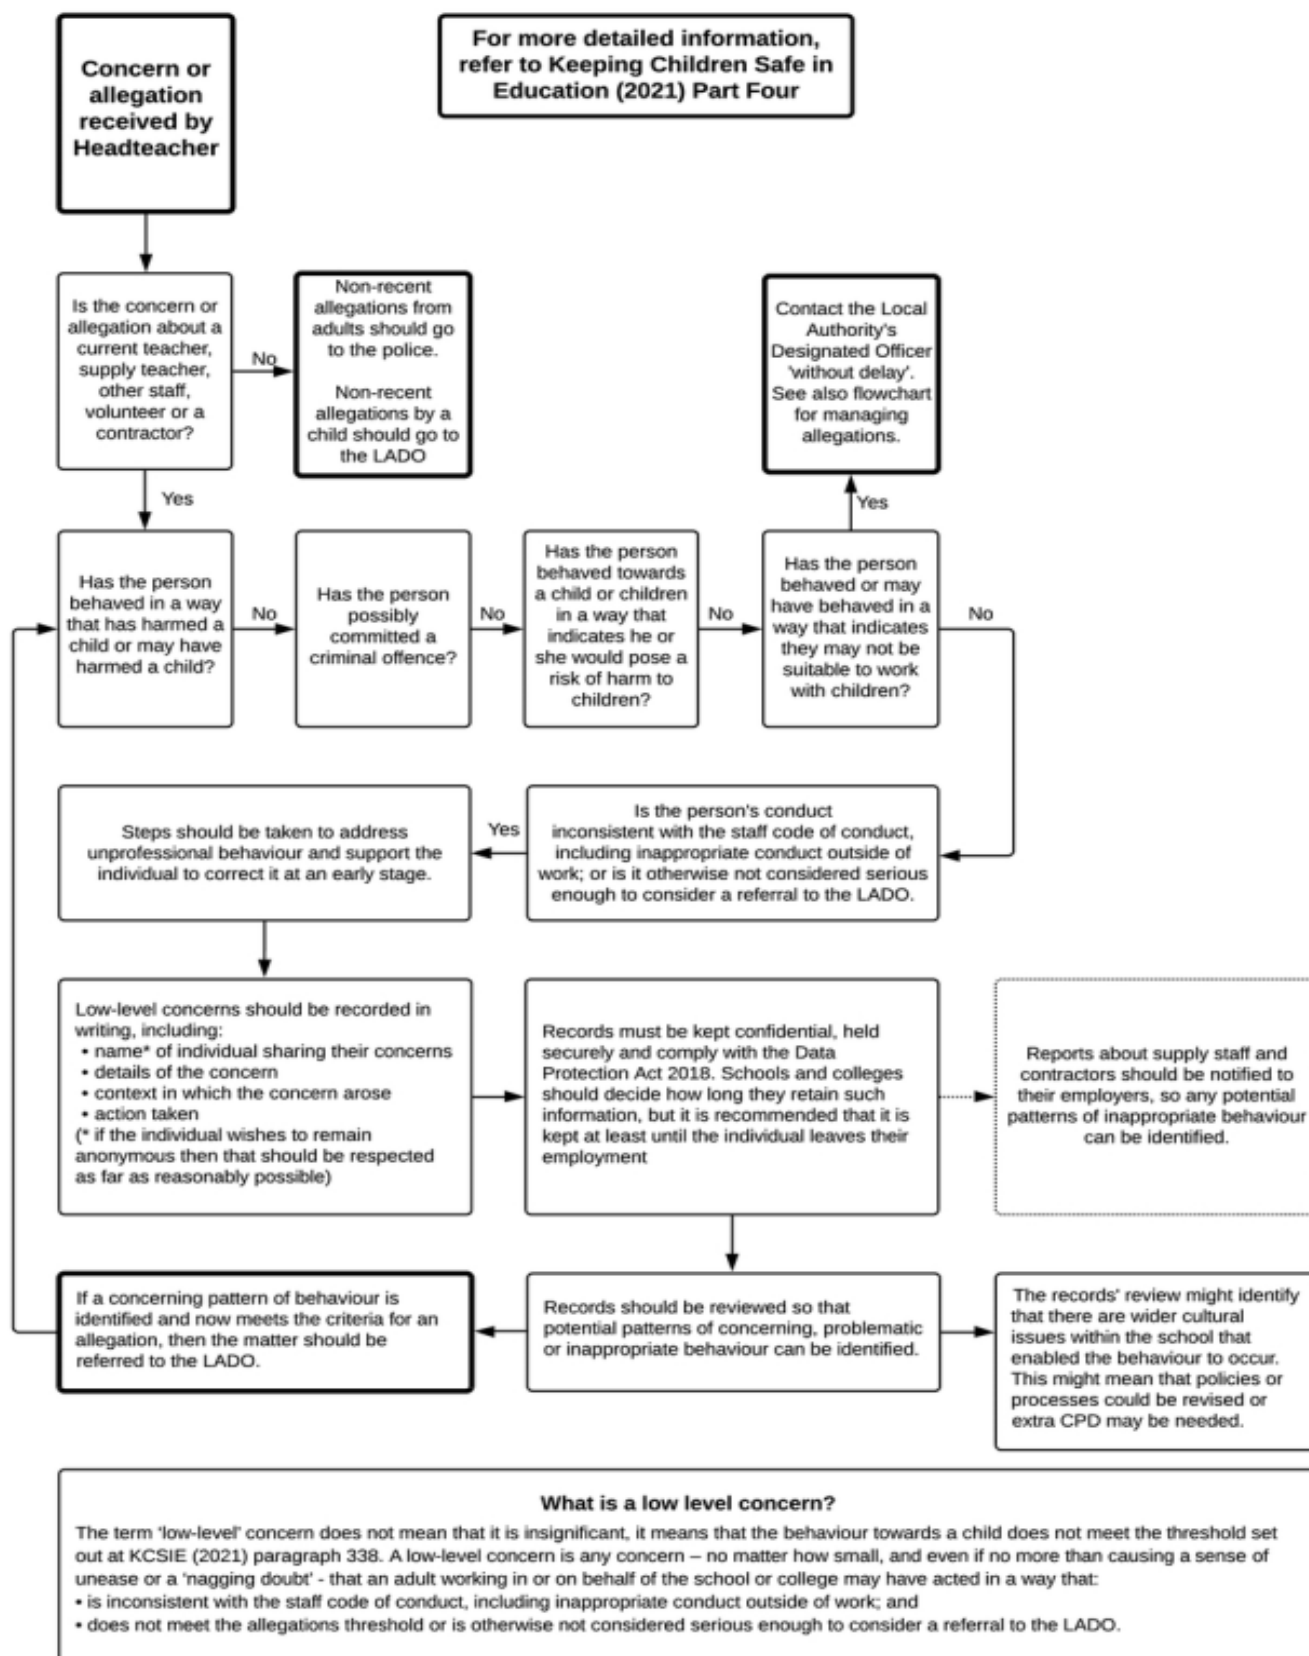 Concern or
allegation
received by
Headteacher
For more detailed information,
refer to Keeping Children Safe in
Education (2021) Part Four
Is the concern or
allegation about a
current teacher,
supply teacher,
other staff,
volunteer or a
contractor?
No
Non-recent
allegations from
adults should go
to the police.
Non-recent
allegations by a
child should go to
the LADO
Contact the Local
Authority's
Designated Officer
'without delay'.
See also flowchart
for managing
allegations.
Yes
Yes
Has the person
behaved in a way
that has harmed a
child or may have
harmed a child?
No
Has the person
possibly
committed a
criminal offence?
No
Has the person
behaved towards
a child or children
in a way that
indicates he or
she would pose a
risk of harm to
children?
No
Has the person
behaved or may
have behaved in a
way that indicates
they may not be
suitable to work
with children?
No
Steps should be taken to address
unprofessional behaviour and support the
individual to correct it at an early stage.
Yes
Is the person's conduct
inconsistent with the staff code of conduct,
including inappropriate conduct outside of
work; or is it otherwise not considered serious
enough to consider a referral to the LADO.
Low-level concerns should be recorded in
writing, including:
• name* of individual sharing their concerns
• details of the concern
• context in which the concern arose
• action taken
(* if the individual wishes to remain
anonymous then that should be respected
as far as reasonably possible)
Records must be kept confidential, held
securely and comply with the Data
Protection Act 2018. Schools and colleges
should decide how long they retain such
information, but it is recommended that it is
kept at least until the individual leaves their
employment
Reports about supply staff and
contractors should be notified to
their employers, so any potential
patterns of inappropriate behaviour
can be identified.
If a concerning pattern of behaviour is
identified and now meets the criteria for an
allegation, then the matter should be
referred to the LADO.
Records should be reviewed so that
potential patterns of concerning, problematic
or inappropriate behaviour can be identified.
The records' review might identify
that there are wider cultural
issues within the school that
enabled the behaviour to occur.
This might mean that policies or
processes could be revised or
extra CPD may be needed.
What is a low level concern?
The term 'low-level' concern does not mean that it is insignificant, it means that the behaviour towards a child does not meet the threshold set
out at KCSIE (2021) paragraph 338. A low-level concern is any concern – no matter how small, and even if no more than causing a sense of
unease or a 'nagging doubt' - that an adult working in or on behalf of the school or college may have acted in a way that:
• is inconsistent with the staff code of conduct, including inappropriate conduct outside of work; and
• does not meet the allegations threshold or is otherwise not considered serious enough to consider a referral to the LADO.